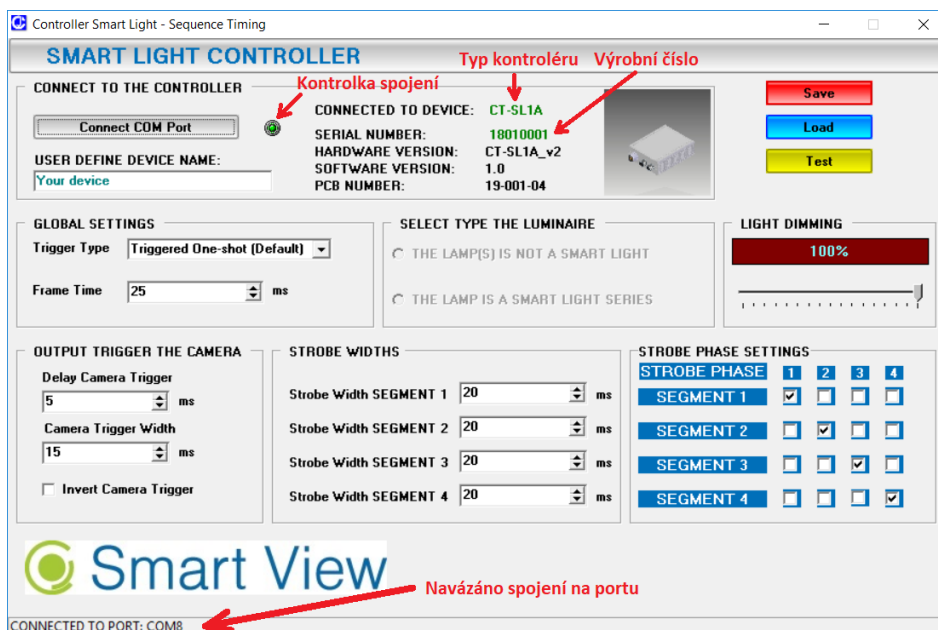 Controller Smart Light - Sequence Timing
SMART LIGHT CONTROLLER
Typ kontroléru
Výrobní číslo
CONNECT TO THE CONTROLLER
Kontrolka spojení
Connect COM Port
USER DEFINE DEVICE NAME:
Your device
CONNECTED TO DEVICE: CT-SL1A
SERIAL NUMBER: 18010001
HARDWARE VERSION: CT-SL1A_v2
SOFTWARE VERSION: 1.0
PCB NUMBER: 19-001-04
Save
Load
Test
GLOBAL SETTINGS
Trigger Type Triggered One-shot (Default)
Frame Time 25 ms
SELECT TYPE THE LUMINAIRE
THE LAMP(S) IS NOT A SMART LIGHT
THE LAMP IS A SMART LIGHT SERIES
LIGHT DIMMING
100%
OUTPUT TRIGGER THE CAMERA
Delay Camera Trigger
5 ms
Camera Trigger Width
15 ms
Invert Camera Trigger
STROBE WIDTHS
Strobe Width SEGMENT 1 20 ms
Strobe Width SEGMENT 2 20 ms
Strobe Width SEGMENT 3 20 ms
Strobe Width SEGMENT 4 20 ms
STROBE PHASE SETTINGS
STROBE PHASE 1 2 3 4
SEGMENT 1
SEGMENT 2
SEGMENT 3
SEGMENT 4
Smart View
Navázáno spojení na portu
CONNECTED TO PORT: COM8